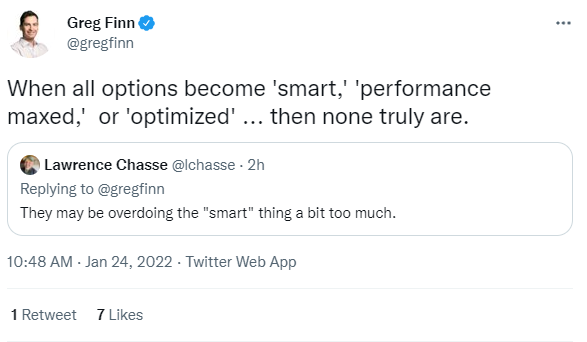 Greg Finn
@gregfinn
When all options become 'smart,' 'performance
maxed,'  or 'optimized' ... then none truly are.
Lawrence Chasse @lchasse · 2h
Replying to @gregfinn
They may be overdoing the "smart" thing a bit too much.
10:48 AM · Jan 24, 2022 · Twitter Web App
1 Retweet 7 Likes